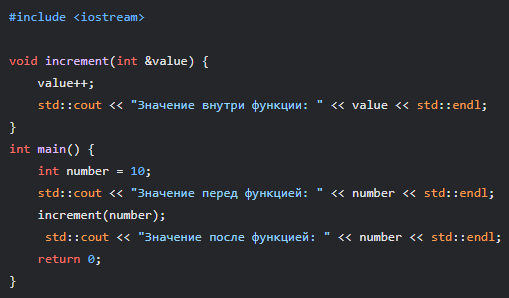 #include <iostream>
void increment(int &value) {
value++;
std::cout << "Значение внутри функции: " << value << std::endl;
}
int main() {
int number = 10;
std::cout << "Значение перед функцией: " << number << std::endl;
increment(number);
std::cout << "Значение после функцией: " << number << std::endl;
return 0;
}